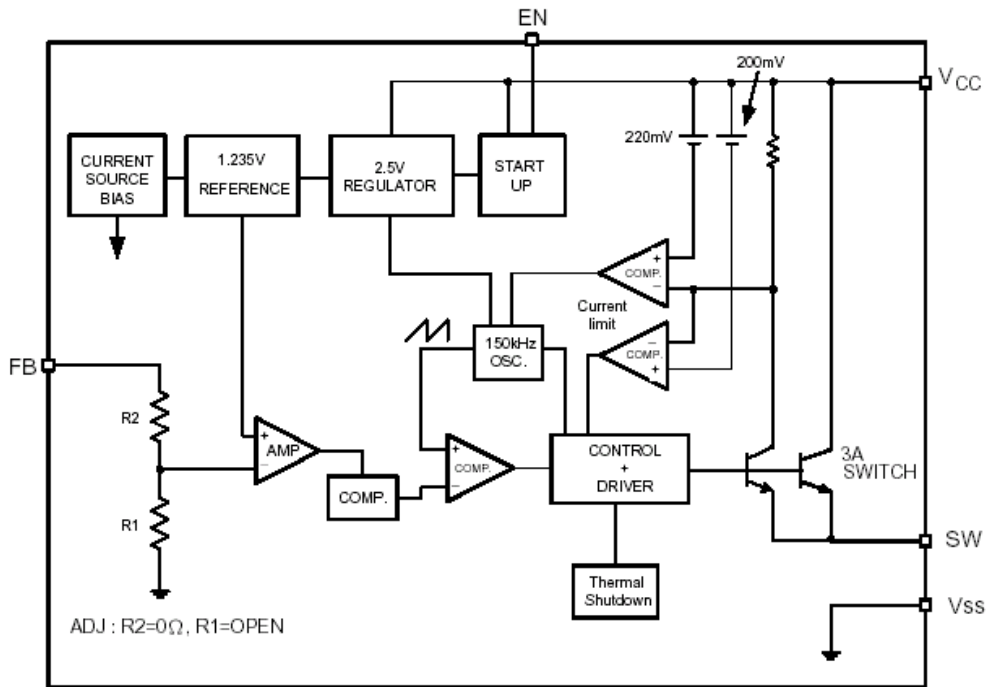 EN
200mV
VCC
220mV
CURRENT
SOURCE
BIAS
1.235V
REFERENCE
2.5V
REGULATOR
START
UP
+
COMP.
−
Current
limit
−
COMP.
+
150kHz
OSC.
FB
R2
+
AMP
−
+
COMP.
−
COMP.
CONTROL
+
DRIVER
3A
SWITCH
R1
SW
Thermal
Shutdown
Vss
ADJ : R2=0Ω, R1=OPEN